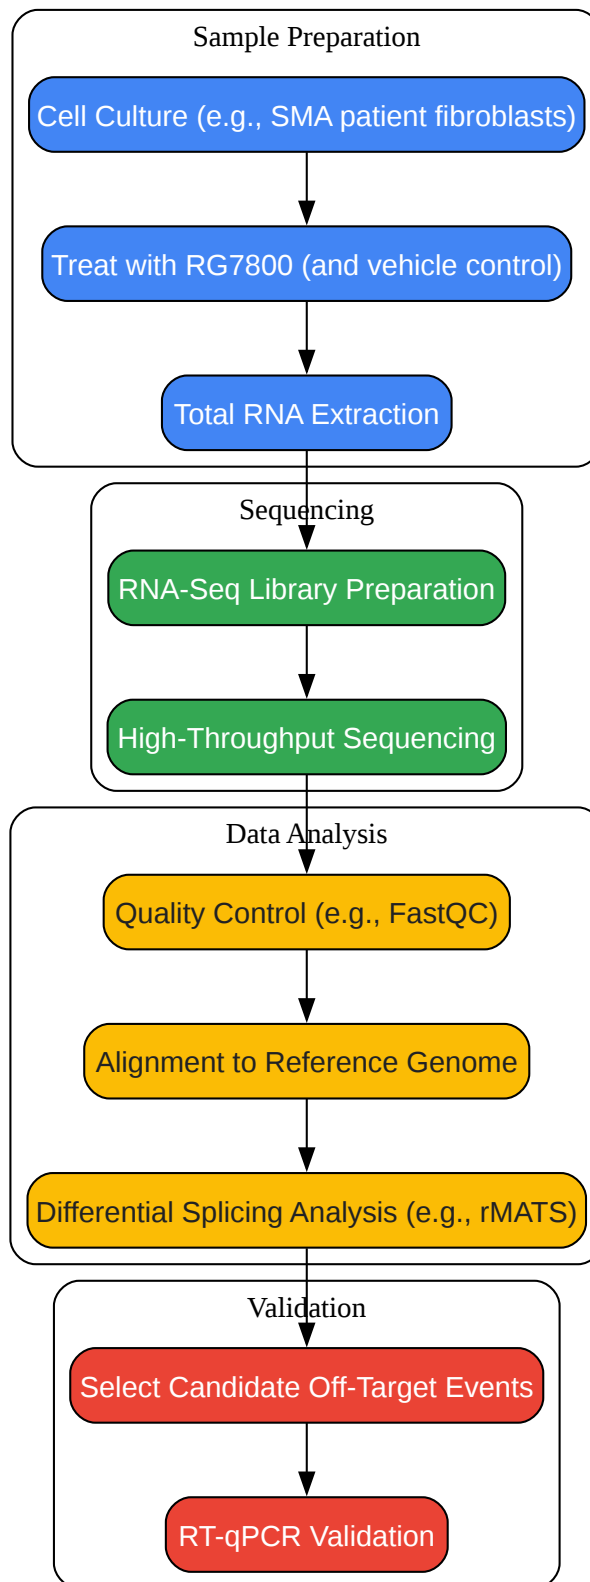 Sample Preparation
Cell Culture (e.g., SMA patient fibroblasts)
Treat with RG7800 (and vehicle control)
Total RNA Extraction
Sequencing
RNA-Seq Library Preparation
High-Throughput Sequencing
Data Analysis
Quality Control (e.g., FastQC)
Alignment to Reference Genome
Differential Splicing Analysis (e.g., rMATS)
Validation
Select Candidate Off-Target Events
RT-qPCR Validation